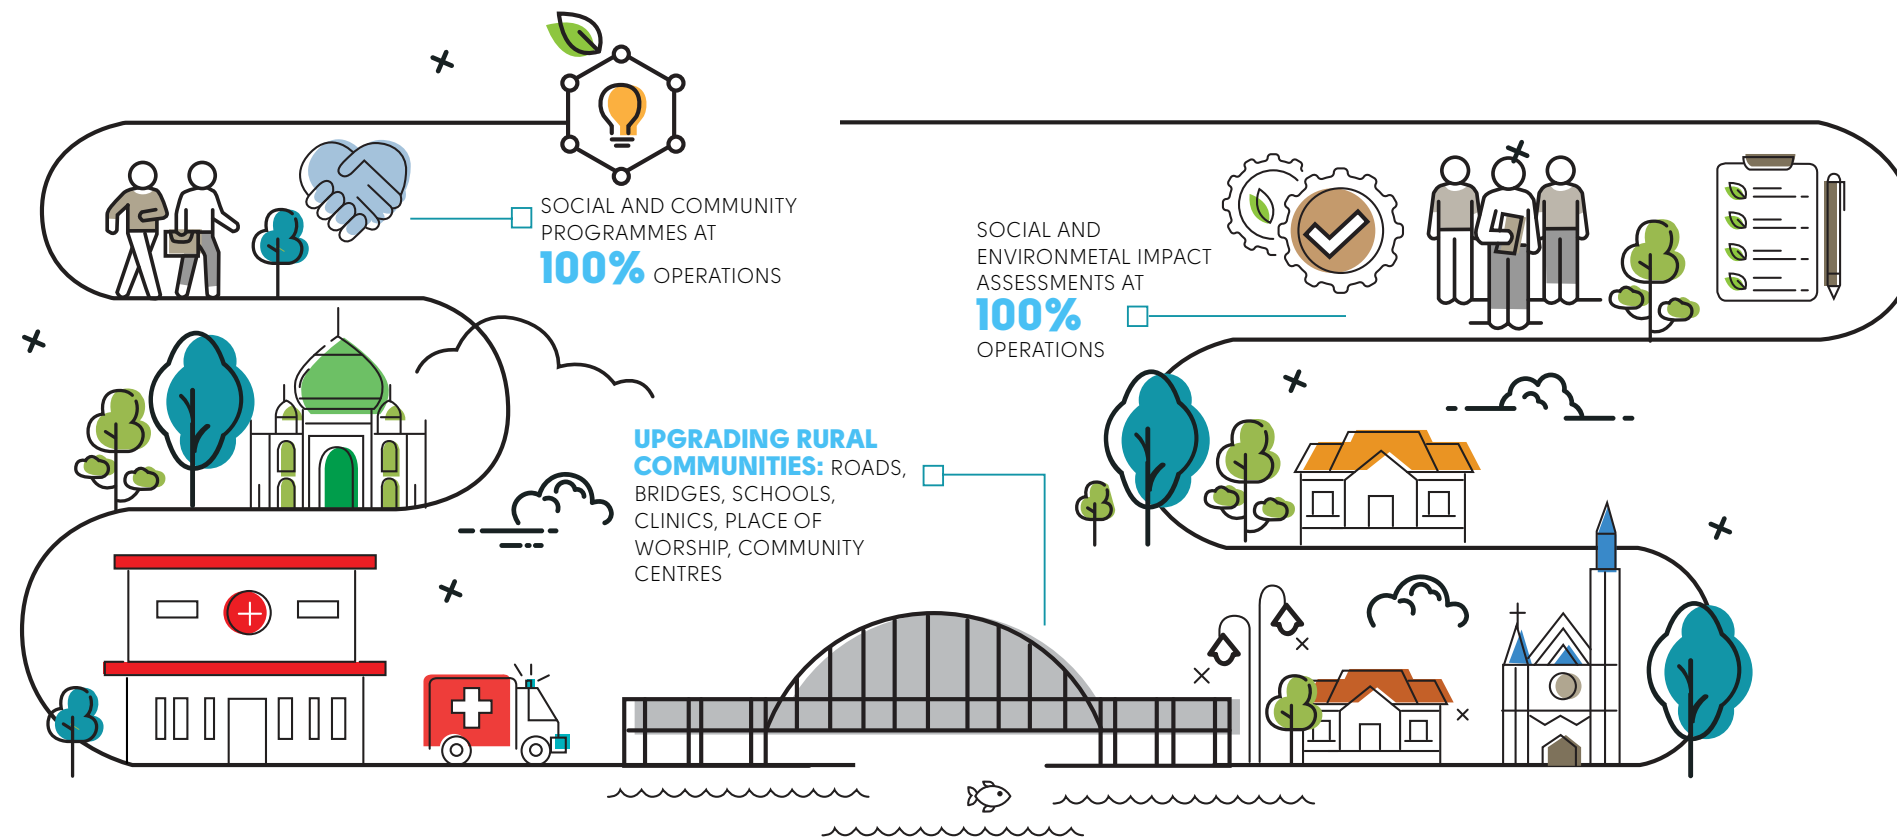 SOCIAL AND COMMUNITY
PROGRAMMES AT
100% OPERATIONS
SOCIAL AND
ENVIRONMETAL IMPACT
ASSESSMENTS AT
100%
OPERATIONS
UPGRADING RURAL
COMMUNITIES: ROADS,
BRIDGES, SCHOOLS,
CLINICS, PLACE OF
WORSHIP, COMMUNITY
CENTRES